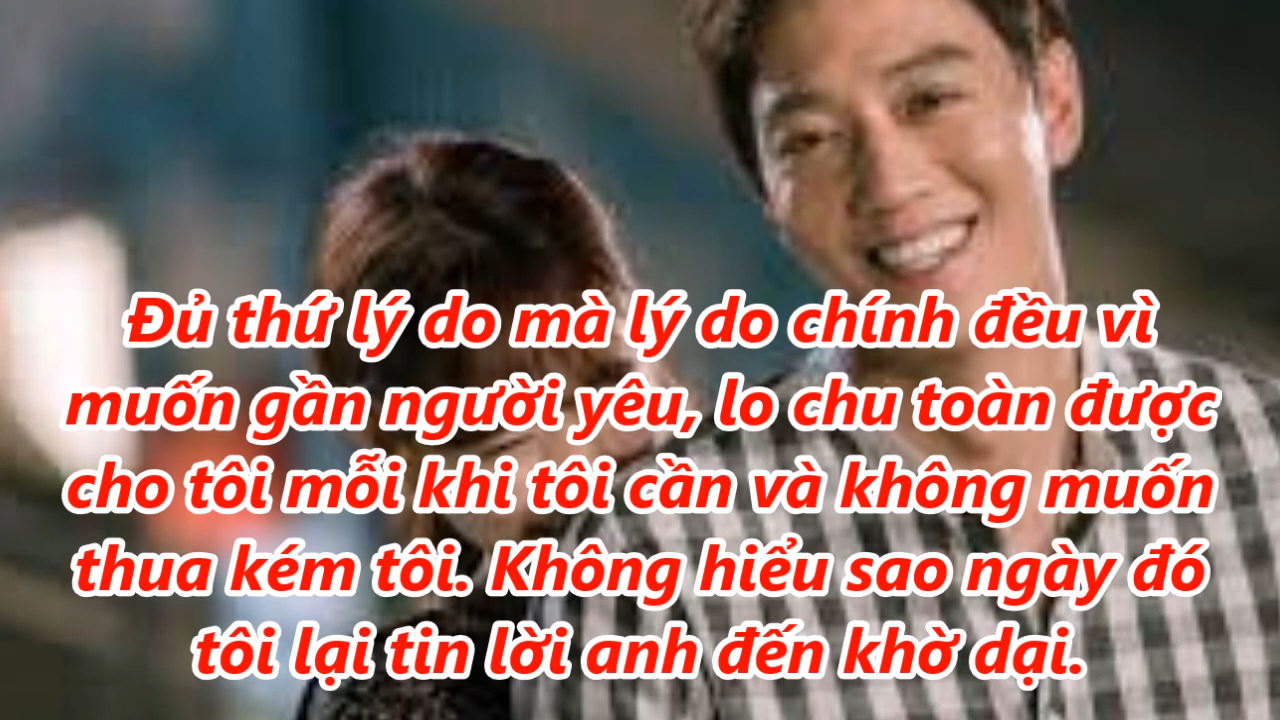 Đủ thứ lý do mà lý do chính đều vì
muốn gần người yêu, lo chu toàn được
cho tôi mỗi khi tôi cần và không muốn
thua kém tôi. Không hiểu sao ngày đó
tôi lại tin lời anh đến khờ dại.